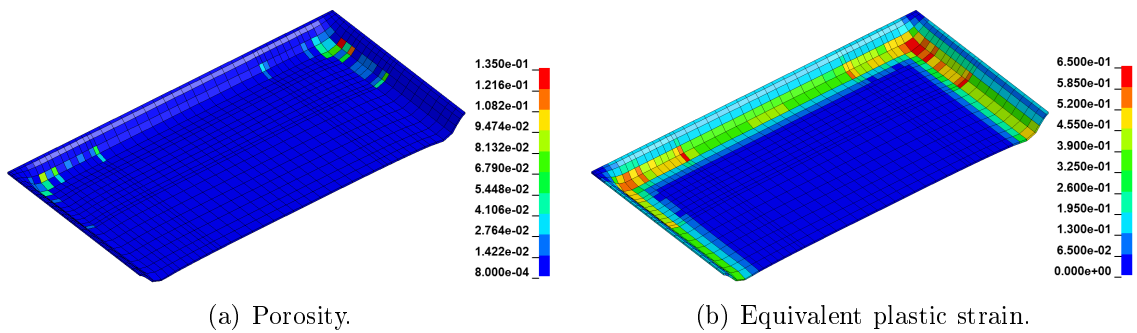 1.350e-01
1.216e-01
1.082e-01
9.474e-02
8.132e-02
6.790e-02
5.448e-02
4.106e-02
2.764e-02
1.422e-02
8.000e-04
6.500e-01
5.850e-01
5.200e-01
4.550e-01
3.900e-01
3.250e-01
2.600e-01
1.950e-01
1.300e-01
6.500e-02
0.000e+00
(a) Porosity.
(b) Equivalent plastic strain.